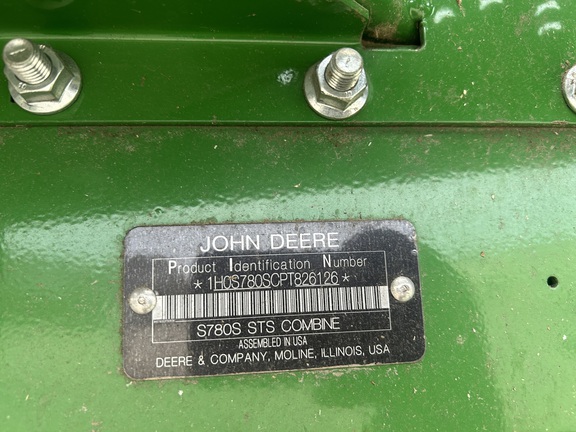 JOHN DEERE
Product Identification Number
*1H0S780SCPT826126*
S780S STS COMBINE
ASSEMBLED IN USA
DEERE & COMPANY, MOLINE, ILLINOIS, USA